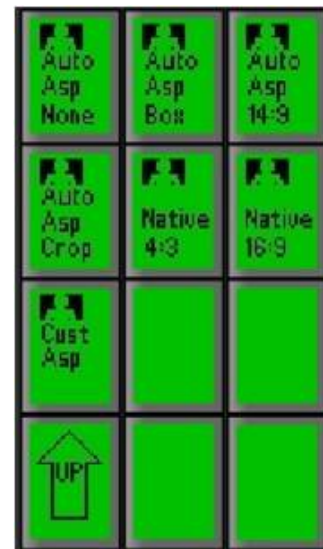 Auto
Asp
None
Auto
Asp
Box
Auto
Asp
14:9
Auto
Asp
Crop
Native
4:3
Native
16:9
Cust
Asp
UP